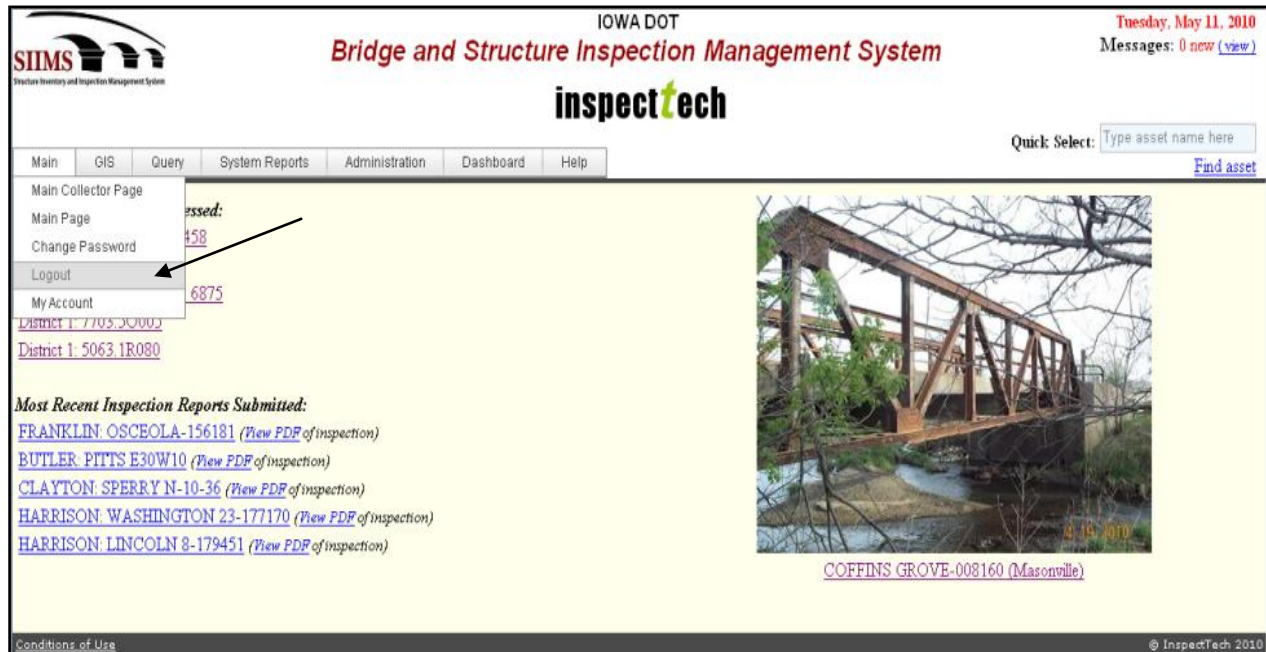 IOWA DOT
Bridge and Structure Inspection Management System
inspecttech
SIIMS
Structure Inventory and Inspection Management System
Tuesday, May 11, 2010
Messages: 0 new (view)
Quick Select: Type asset name here
Find asset
Main GIS Query System Reports Administration Dashboard Help
Main Collector Page
Main Page
Change Password
Logout
My Account
essed:
458
6875
District 1: 7703.5O005
District 1: 5063.1R080
Most Recent Inspection Reports Submitted:
FRANKLIN: OSCEOLA-156181 (View PDF of inspection)
BUTLER: PITTS E30W10 (View PDF of inspection)
CLAYTON: SPERRY N-10-36 (View PDF of inspection)
HARRISON: WASHINGTON 23-177170 (View PDF of inspection)
HARRISON: LINCOLN 8-179451 (View PDF of inspection)
4 19 2010
COFFINS GROVE-008160 (Masonville)
Conditions of Use
© InspectTech 2010